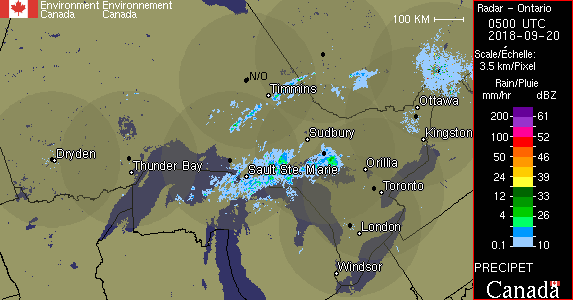 Environment Environnement
Canada Canada
100 KM
N/O
Timmins
Ottawa
Sudbury
Kingston
Dryden
Thunder Bay
Sault Ste. Marie
Orillia
Toronto
London
Windsor
Radar - Ontario
0500 UTC
2018-09-20
Scale/Échelle:
3.5 km/Pixel
Rain/Pluie
mm/hr dBZ
200 61
100 52
50 46
24 39
12 33
4 26
0.1 10
PRECIPET
Canada